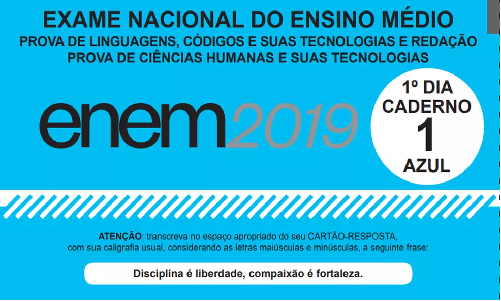 EXAME NACIONAL DO ENSINO MÉDIO
PROVA DE LINGUAGENS, CÓDIGOS E SUAS TECNOLOGIAS E REDAÇÃO
PROVA DE CIÊNCIAS HUMANAS E SUAS TECNOLOGIAS
enem2019
1º DIA
CADERNO
1
AZUL
ATENÇÃO: transcreva no espaço apropriado do seu CARTÃO-RESPOSTA,
com sua caligrafia usual, considerando as letras maiúsculas e minúsculas, a seguinte frase:
Disciplina é liberdade, compaixão é fortaleza.